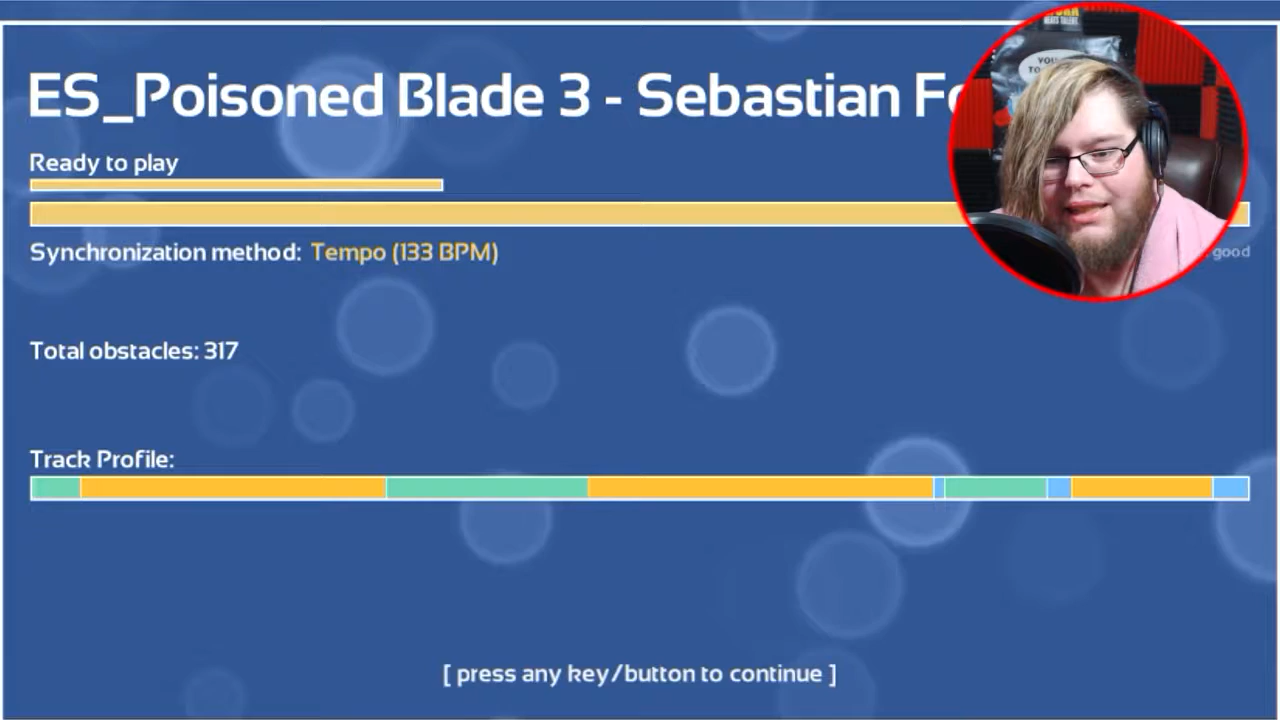 ES_Poisoned Blade 3 - Sebastian
Ready to play
Synchronization method: Tempo (133 BPM)
good
Total obstacles: 317
Track Profile:
[ press any key/button to continue ]